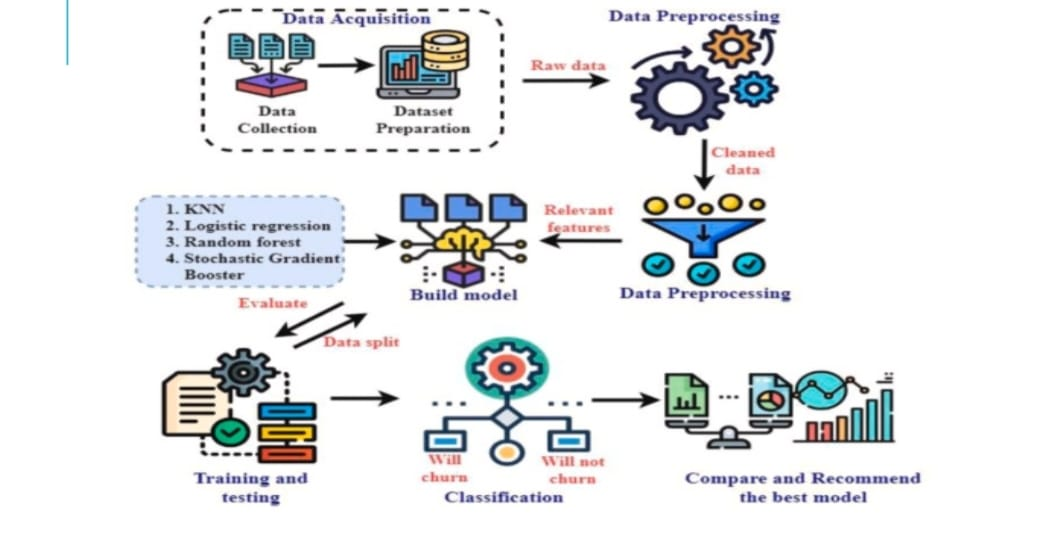 Data Acquisition
Data
Collection
Dataset
Preparation
Raw data
Data Preprocessing
Cleaned
data
1. KNN
2. Logistic regression
3. Random forest
4. Stochastic Gradient
Booster
Build model
Relevant
features
Data Preprocessing
Evaluate
Data split
Training and
testing
Will
churn
Will not
churn
Classification
Compare and Recommend
the best model